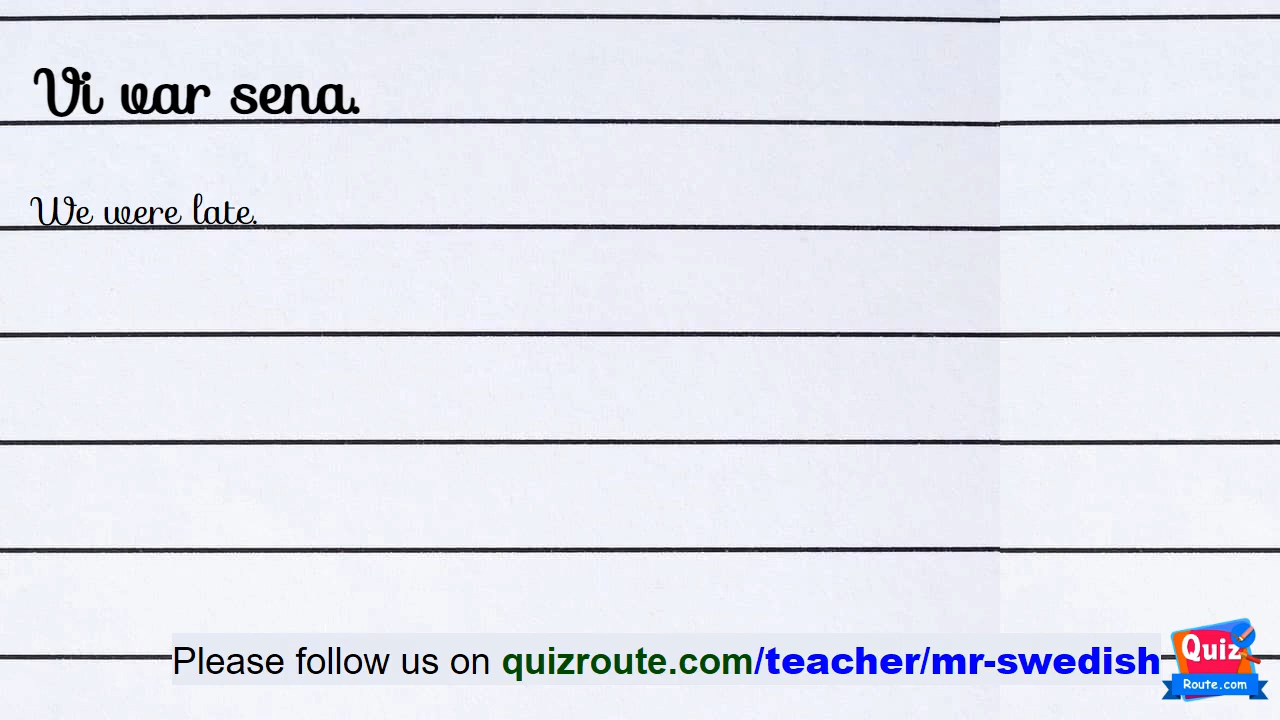 Vi var sena.
We were late.
Please follow us on quizroute.com/teacher/mr-swedish
Quiz
Route.com